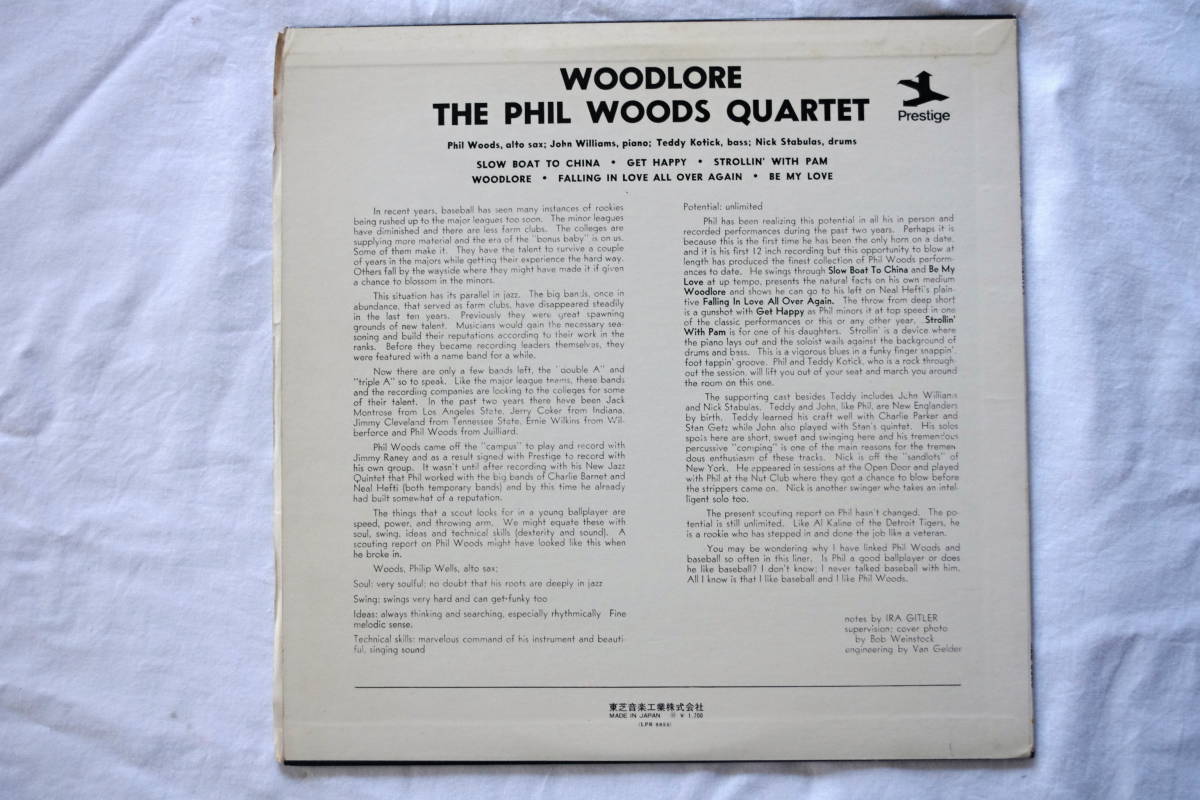 WOODLORE
THE PHIL WOODS QUARTET
Prestige
Phil Woods, alto sax; John Williams, piano; Teddy Kotick, bass; Nick Stabulas, drums
SLOW BOAT TO CHINA • GET HAPPY • STROLLIN' WITH PAM
WOODLORE • FALLING IN LOVE ALL OVER AGAIN • BE MY LOVE
In recent years, baseball has seen many instances of rookies
being rushed up to the major leagues too soon. The minor leagues
have diminished and there are less farm clubs. The colleges are
supplying more material and the era of the "bonus baby" is on us.
Some of them make it. They have the talent to survive a couple
of years in the majors while getting their experience the hard way.
Others fall by the wayside where they might have made it if given
a chance to blossom in the minors.
This situation has its parallel in jazz. The big bands, once in
abundance, that served as farm clubs, have disappeared steadily
in the last ten years. Previously they were great spawning
grounds of new talent. Musicians would gain the necessary sea-
soning and build their reputations according to their work in the
ranks. Before they became recording leaders themselves, they
were featured with a name band for a while.
Now there are only a few bands left, the "double A" and
"triple A" so to speak. Like the major league teams, these bands
and the recording companies are looking to the colleges for some
of their talent. In the past two years there have been Jack
Montrose from Los Angeles State, Jerry Coker from Indiana,
Jimmy Cleveland from Tennessee State, Ernie Wilkins from Wil-
berforce and Phil Woods from Juilliard.
Phil Woods came off the "campus" to play and record with
Jimmy Raney and as a result signed with Prestige to record with
his own group. It wasn't until after recording with his New Jazz
Quintet that Phil worked with the big bands of Charlie Barnet and
Neal Hefti (both temporary bands) and by this time he already
had built somewhat of a reputation.
The things that a scout looks for in a young ballplayer are
speed, power, and throwing arm. We might equate these with
soul, swing, ideas and technical skills (dexterity and sound). A
scouting report on Phil Woods might have looked like this when
he broke in.
Woods, Philip Wells, alto sax;
Soul: very soulful; no doubt that his roots are deeply in jazz
Swing: swings very hard and can get-funky too
Ideas: always thinking and searching, especially rhythmically Fine
melodic sense.
Technical skills: marvelous command of his instrument and beauti-
ful, singing sound
Potential: unlimited
Phil has been realizing this potential in all his in person and
recorded performances during the past two years. Perhaps it is
because this is the first time he has been the only horn on a date,
and it is his first 12 inch recording but this opportunity to blow at
length has produced the finest collection of Phil Woods perform-
ances to date. He swings through Slow Boat To China and Be My
Love at up tempo, presents the natural facts on his own medium
Woodlore and shows he can go to his left on Neal Hefti's plain-
tive Falling In Love All Over Again. The throw from deep short
is a gunshot with Get Happy as Phil minors it at top speed in one
of the classic performances or this or any other year. Strollin'
With Pam is for one of his daughters. Strollin' is a device where
the piano lays out and the soloist wails against the background of
drums and bass. This is a vigorous blues in a funky finger snappin',
foot tappin' groove. Phil and Teddy Kotick, who is a rock through-
out the session, will lift you out of your seat and march you around
the room on this one.
The supporting cast besides Teddy includes John Williams
and Nick Stabulas. Teddy and John, like Phil, are New Englanders
by birth. Teddy learned his craft well with Charlie Parker and
Stan Getz while John also played with Stan's quintet. His solos
spots here are short, sweet and swinging here and his tremendous
percussive "comping" is one of the main reasons for the tremen-
dous enthusiasm of these tracks. Nick is off the "sandlots" of
New York. He appeared in sessions at the Open Door and played
with Phil at the Nut Club where they got a chance to blow before
the strippers came on. Nick is another swinger who takes an intel-
ligent solo too.
The present scouting report on Phil hasn't changed. The po-
tential is still unlimited. Like Al Kaline of the Detroit Tigers, he
is a rookie who has stepped in and done the job like a veteran.
You may be wondering why I have linked Phil Woods and
baseball so often in this liner. Is Phil a good ballplayer or does
he like baseball? I don't know; I never talked baseball with him.
All I know is that I like baseball and I like Phil Woods.
notes by IRA GITLER
supervision; cover photo
by Bob Weinstock
engineering by Van Gelder
東芝音楽工業株式会社
MADE IN JAPAN ¥ 1,700